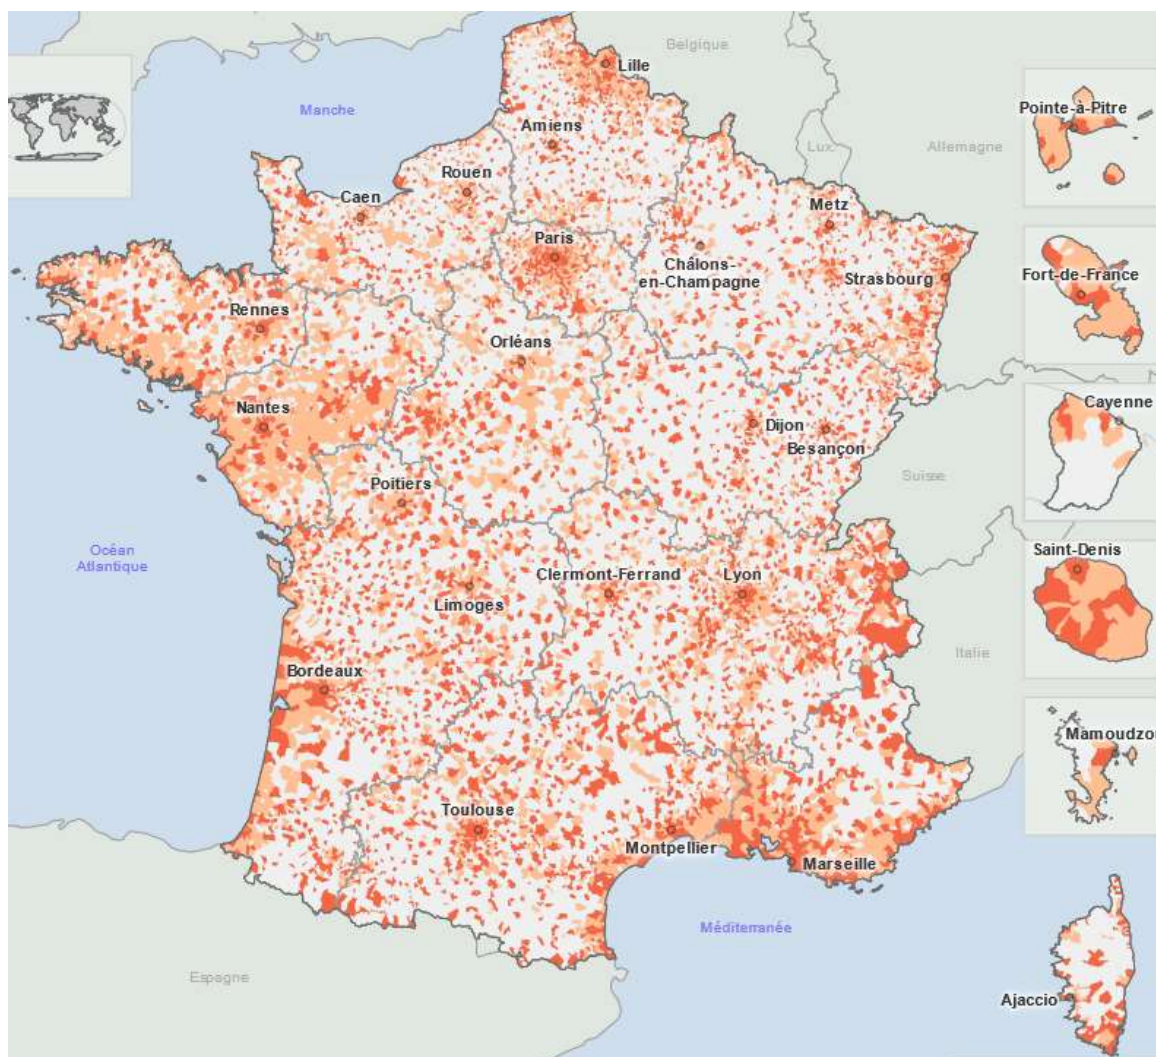 Belgique
Lille
Manche
Pointe-à-Pitre
Amiens
Lux.
Allemagne
Rouen
Caen
Metz
Paris
Châlons-
en-Champagne
Strasbourg
Fort-de-France
Rennes
Orléans
Cayenne
Nantes
Dijon
Besançon
Suisse
Poitiers
Océan
Atlantique
Saint-Denis
Clermont-Ferrand
Lyon
Limoges
Italie
Bordeaux
Mamoudzou
Toulouse
Montpellier
Marseille
Méditerranée
Espagne
Ajaccio